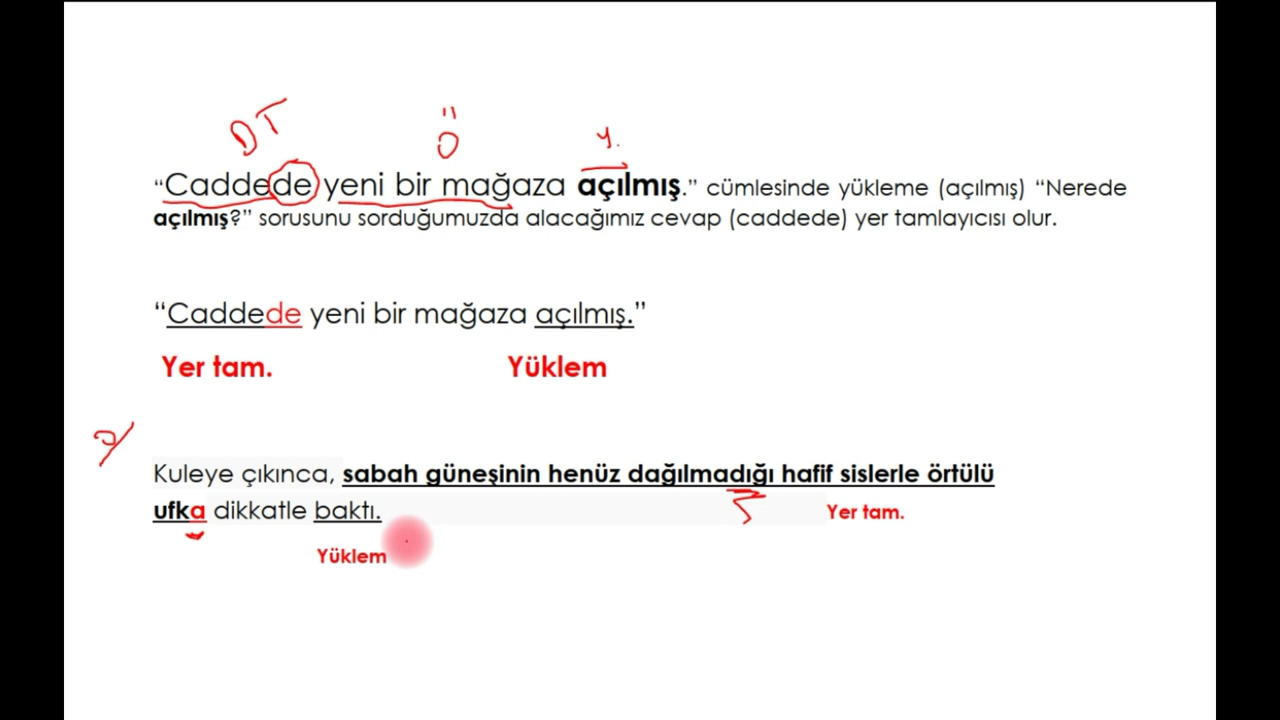 DT Ö Y.
“Caddede yeni bir mağaza açılmış.” cümlesinde yükleme (açılmış) “Nerede
açılmış?” sorusunu sorduğumuzda alacağımız cevap (caddede) yer tamlayıcısı olur.
“Caddede yeni bir mağaza açılmış.”
Yer tam. Yüklem
Kuleye çıkınca, sabah güneşinin henüz dağılmadığı hafif sislerle örtülü
ufka dikkatle baktı. Yer tam.
Yüklem